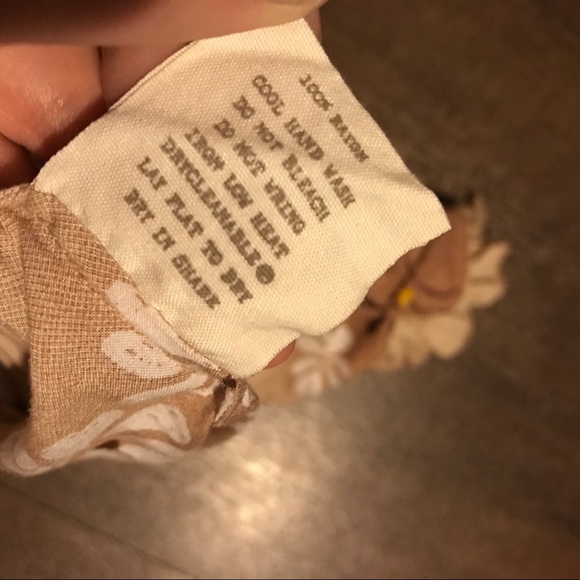 100% RAYON
COOL HAND WASH
DO NOT BLEACH
DO NOT WRING
IRON LOW HEAT
DRYCLEANABLE
LAY FLAT TO DRY
DRY IN SHADE